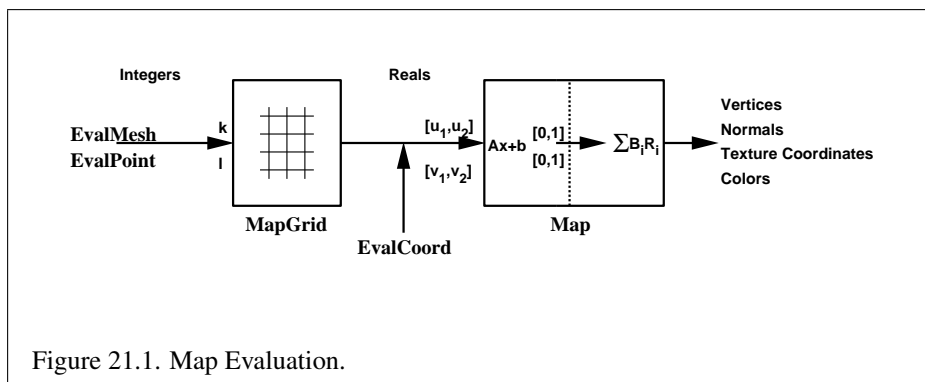 Integers
Reals
EvalMesh
EvalPoint
k
l
[u1,u2]
[v1,v2]
Ax+b
[0,1]
[0,1]
∑BiRi
Vertices
Normals
Texture Coordinates
Colors
MapGrid
EvalCoord
Map
Figure 21.1. Map Evaluation.